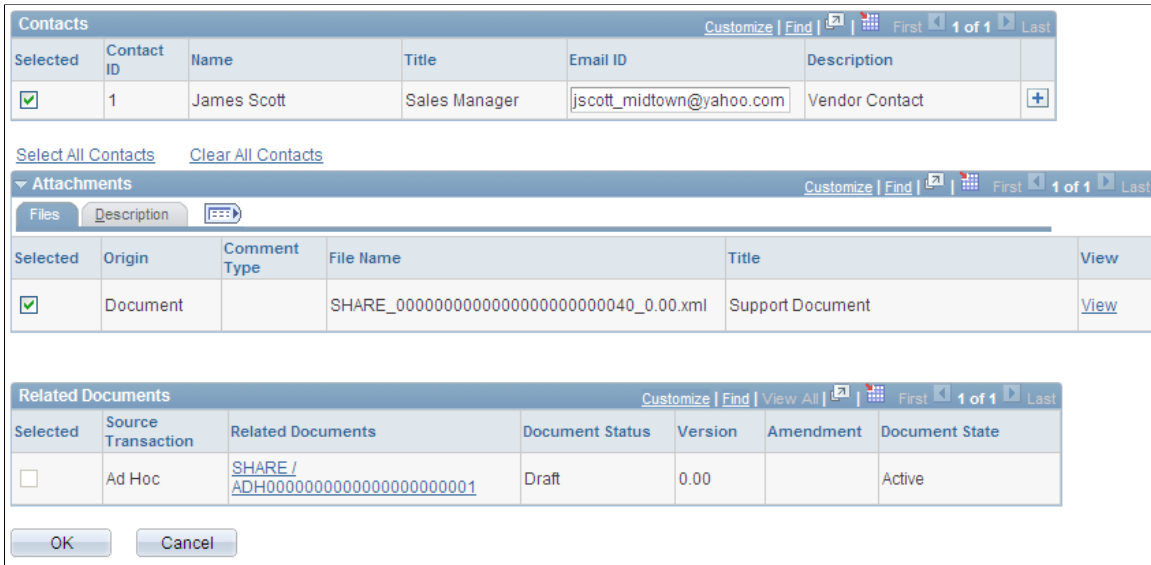 Contacts Customize | Find | | First 1 of 1 Last
Selected Contact ID Name Title Email ID Description
1 James Scott Sales Manager jscott_midtown@yahoo.com Vendor Contact
Select All Contacts Clear All Contacts
Attachments Customize | Find | | First 1 of 1 Last
Files Description
Selected Origin Comment Type File Name Title View
Document SHARE_0000000000000000000000040_0.00.xml Support Document View
Related Documents Customize | Find | View All | | First 1 of 1 Last
Selected Source Transaction Related Documents Document Status Version Amendment Document State
Ad Hoc SHARE / ADH0000000000000000000001 Draft 0.00 Active
OK Cancel